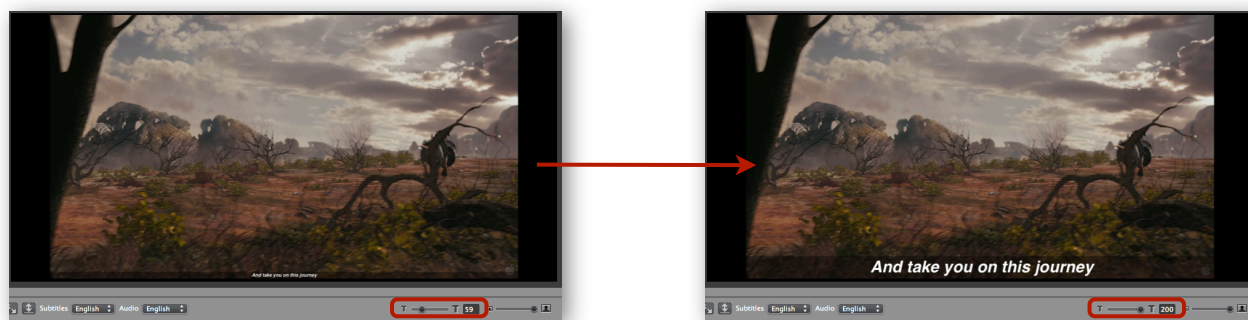 And take you on this journey
Subtitles English Audio English T T 59
And take you on this journey
Subtitles English Audio English T T 200